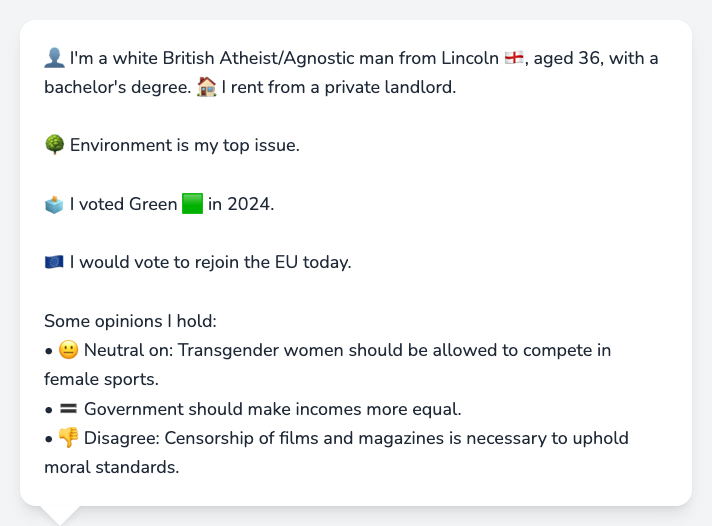 👤 I'm a white British Atheist/Agnostic man from Lincoln 🏴󠁧󠁢󠁥󠁮󠁧󠁿, aged 36, with a
bachelor's degree. 🏠 I rent from a private landlord.
🌳 Environment is my top issue.
🗳️ I voted Green 🟩 in 2024.
🇪🇺 I would vote to rejoin the EU today.
Some opinions I hold:
• 😐 Neutral on: Transgender women should be allowed to compete in
female sports.
• 🟰 Government should make incomes more equal.
• 👎 Disagree: Censorship of films and magazines is necessary to uphold
moral standards.